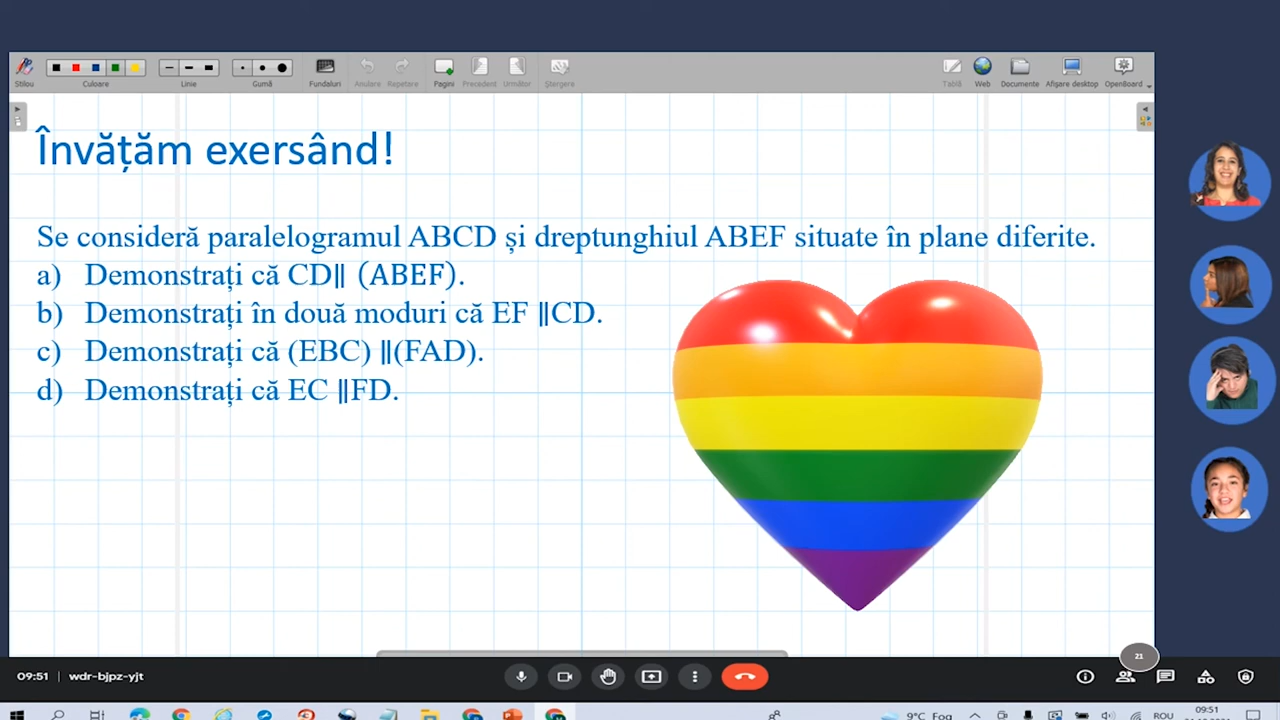 Stilou
Culoare
Linie
Gumă
Fundaluri
Anulare
Repetare
Pagini
Precedent
Următor
Ștergere
Tablă
Web
Documente
Afișare desktop
OpenBoard
Învățăm exersând!
Se consideră paralelogramul ABCD și dreptunghiul ABEF situate în plane diferite.
a) Demonstrați că CD∥ (ABEF).
b) Demonstrați în două moduri că EF ∥CD.
c) Demonstrați că (EBC) ∥(FAD).
d) Demonstrați că EC ∥FD.
21
09:51 | wdr-bjpz-yjt
9°C Fog
ROU
09:51